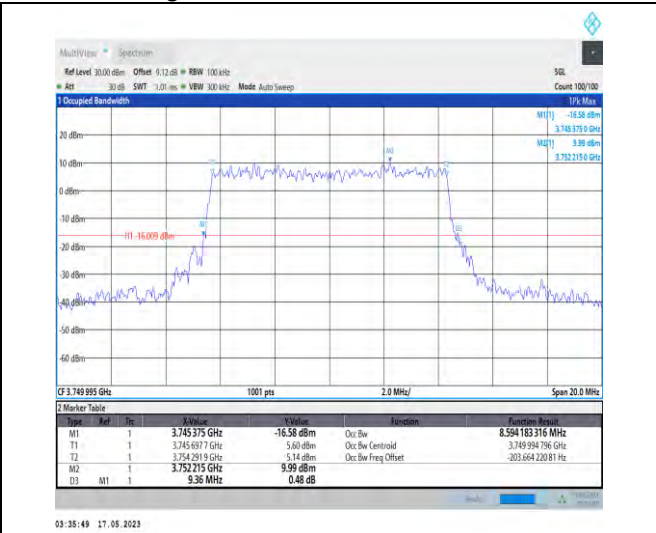 MultiView Spectrum
Ref Level 30.00 dBm Offset 9.12 dB RBW 100 kHz SGL
Att 30 dB SWT 1.01 ms VBW 300 kHz Mode Auto Sweep Count 100/100
1 Occupied Bandwidth 1Pk Max
M1[1] -16.58 dBm
3.745 375 0 GHz
M2[1] 9.99 dBm
3.752 215 0 GHz
20 dBm
10 dBm
0 dBm
-10 dBm
H1 -16.009 dBm
-20 dBm
-30 dBm
-40 dBm
-50 dBm
-60 dBm
M2
T2
M1
D3
CF 3.749 995 GHz 1001 pts 2.0 MHz/ Span 20.0 MHz
2 Marker Table
Type Ref Trc X-Value Y-Value Function Function Result
M1 1 3.745 375 GHz -16.58 dBm Occ Bw 8.594 183 316 MHz
T1 1 3.745 697 7 GHz 5.60 dBm Occ Bw Centroid 3.749 994 796 GHz
T2 1 3.754 291 9 GHz 5.14 dBm Occ Bw Freq Offset -203.664 220 81 Hz
M2 1 3.752 215 GHz 9.99 dBm
D3 M1 1 9.36 MHz 0.48 dB
03:35:49 17.05.2023